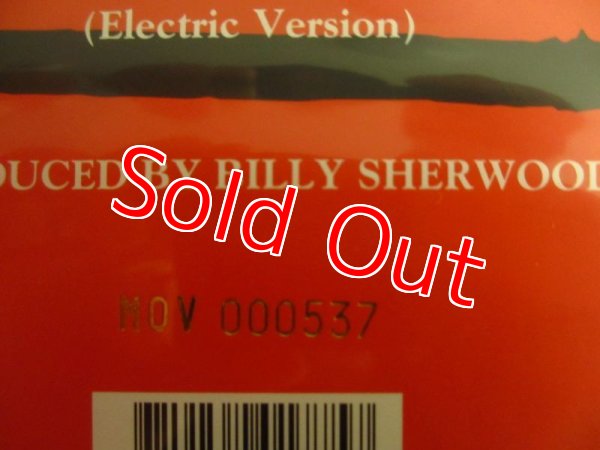 (Electric Version)
DUCED BY BILLY SHERWOOD
Sold Out
MOV 000537